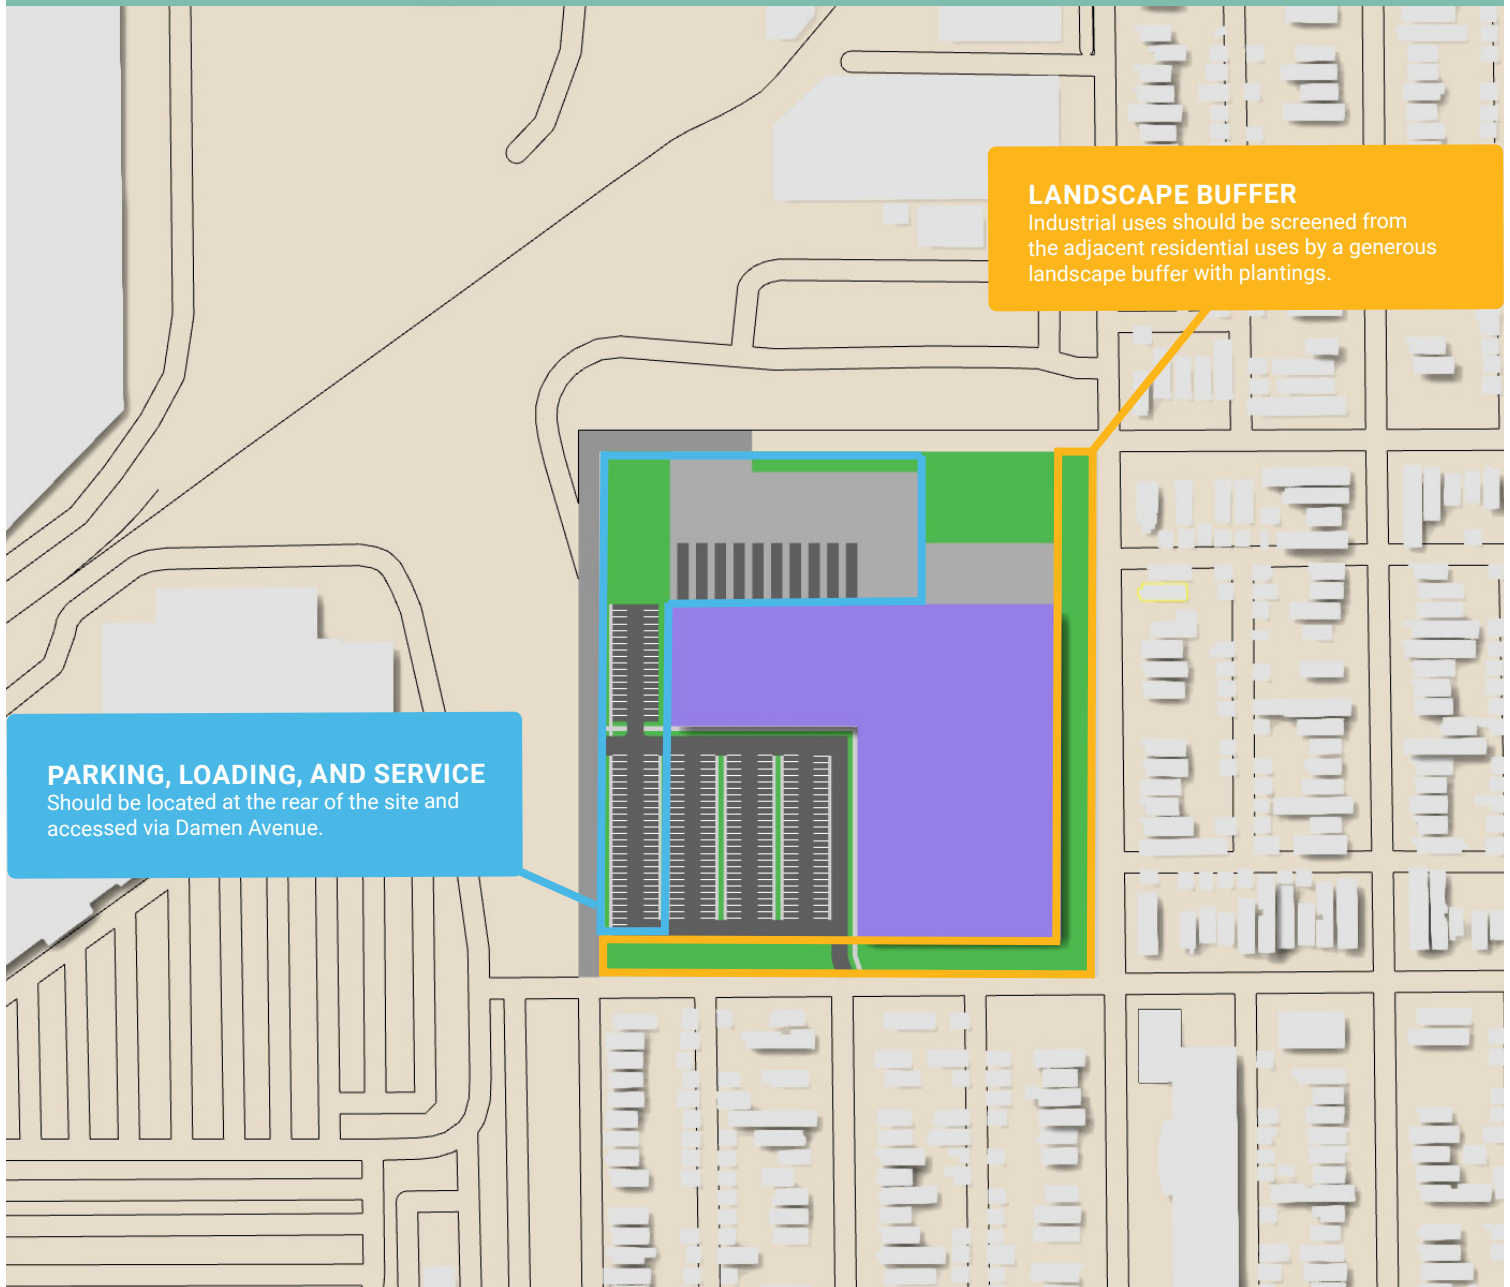 LANDSCAPE BUFFER
Industrial uses should be screened from
the adjacent residential uses by a generous
landscape buffer with plantings.
PARKING, LOADING, AND SERVICE
Should be located at the rear of the site and
accessed via Damen Avenue.